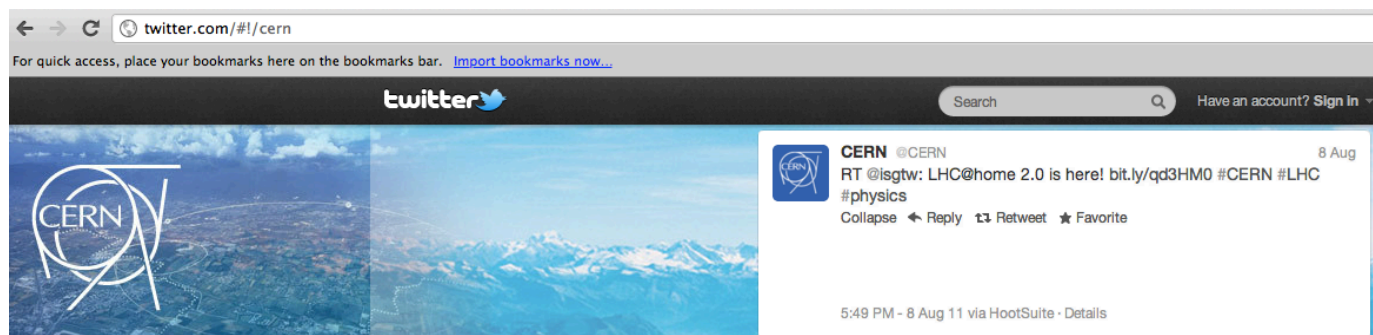 twitter.com/#!/cern
For quick access, place your bookmarks here on the bookmarks bar. Import bookmarks now...
twitter
Search
Have an account? Sign in
CERN
CERN
CERN @CERN 8 Aug
RT @isgtw: LHC@home 2.0 is here! bit.ly/qd3HM0 #CERN #LHC
#physics
Collapse Reply Retweet Favorite
5:49 PM - 8 Aug 11 via HootSuite · Details